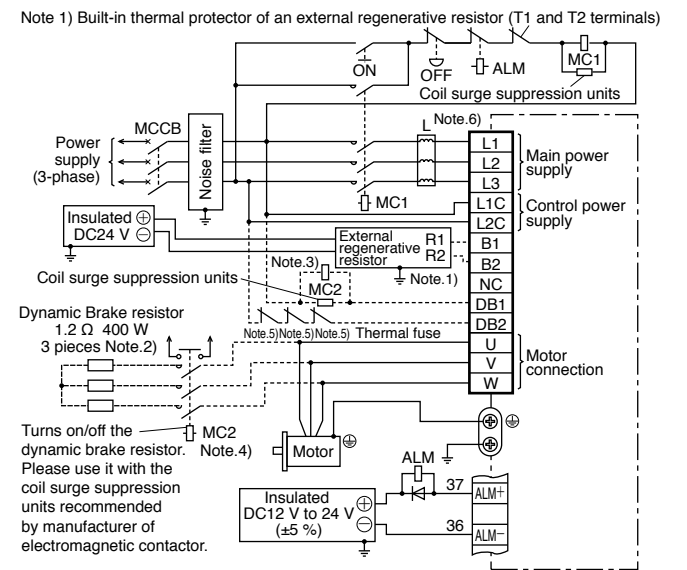 Note 1) Built-in thermal protector of an external regenerative resistor (T1 and T2 terminals)
ON
OFF
ALM
MC1
Coil surge suppression units
L
Note.6)
MCCB
Power
supply
(3-phase)
Noise filter
MC1
L1
L2
L3
L1C
L2C
B1
B2
NC
DB1
DB2
U
V
W
Main power
supply
Control power
supply
Motor
connection
Insulated ⊕
DC24 V ⊖
External
regenerative
resistor
R1
R2
Note.1)
Note.3)
Coil surge suppression units
MC2
Note.5) Note.5) Note.5) Thermal fuse
Dynamic Brake resistor
1.2 Ω 400 W
3 pieces Note.2)
MC2
Note.4)
Turns on/off the
dynamic brake resistor.
Please use it with the
coil surge suppression
units recommended
by manufacturer of
electromagnetic contactor.
Motor
ALM
Insulated
DC12 V to 24 V
(±5 %)
⊕
⊖
37
ALM+
36
ALM−